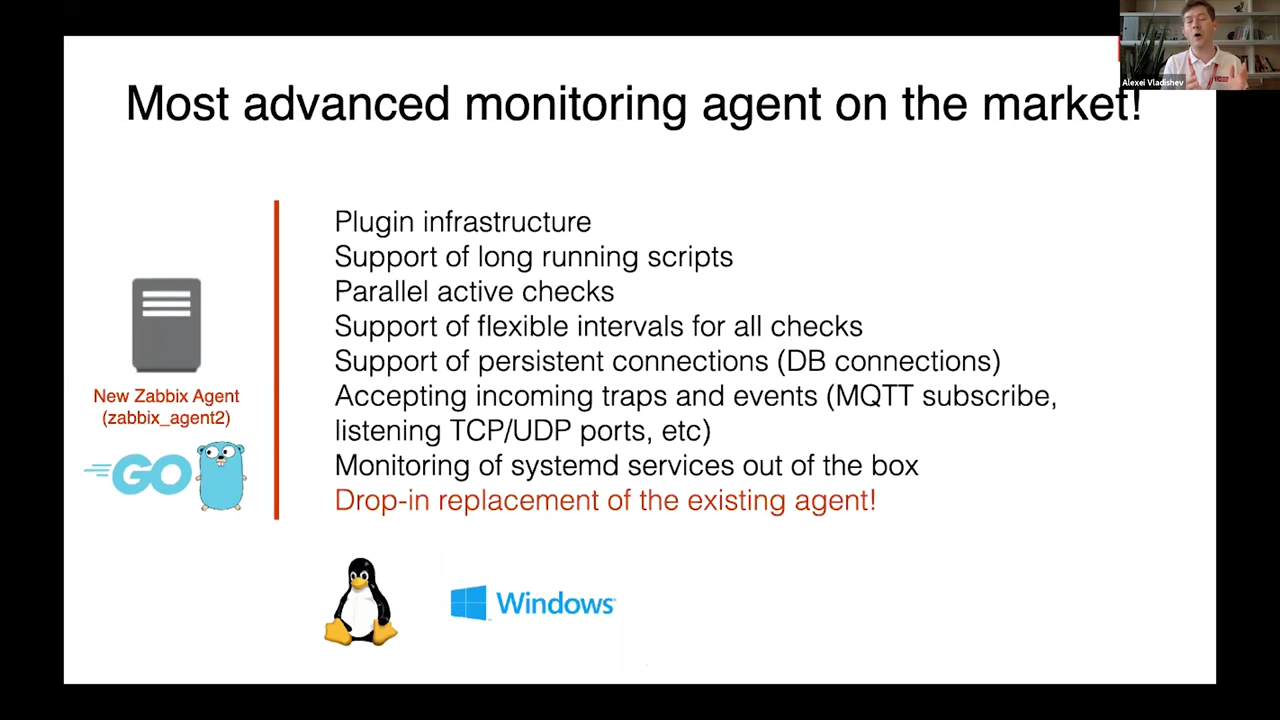 Alexei Vladishev
Most advanced monitoring agent on the market!
Plugin infrastructure
Support of long running scripts
Parallel active checks
Support of flexible intervals for all checks
Support of persistent connections (DB connections)
Accepting incoming traps and events (MQTT subscribe,
listening TCP/UDP ports, etc)
Monitoring of systemd services out of the box
Drop-in replacement of the existing agent!
New Zabbix Agent
(zabbix_agent2)
GO
Windows